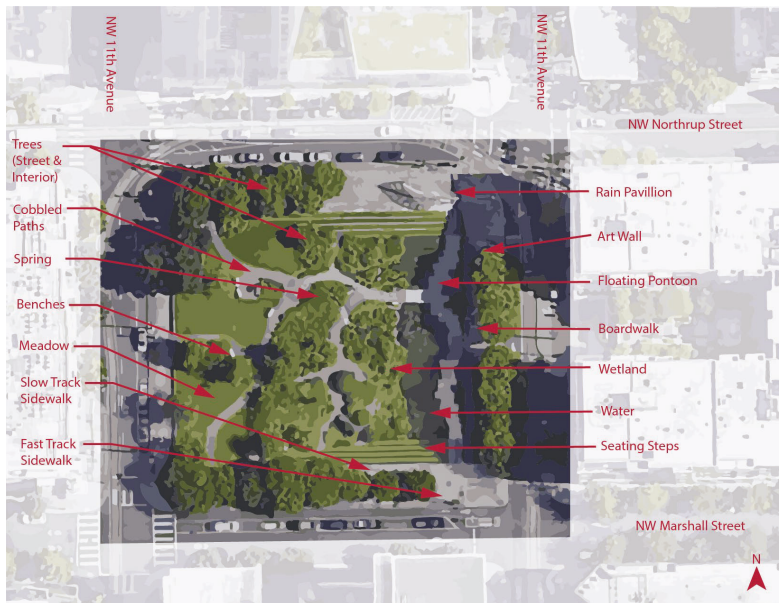 NW 11th Avenue
NW 11th Avenue
NW Northrup Street
Trees
(Street &
Interior)
Cobbled
Paths
Spring
Benches
Meadow
Slow Track
Sidewalk
Fast Track
Sidewalk
Rain Pavillion
Art Wall
Floating Pontoon
Boardwalk
Wetland
Water
Seating Steps
NW Marshall Street
N